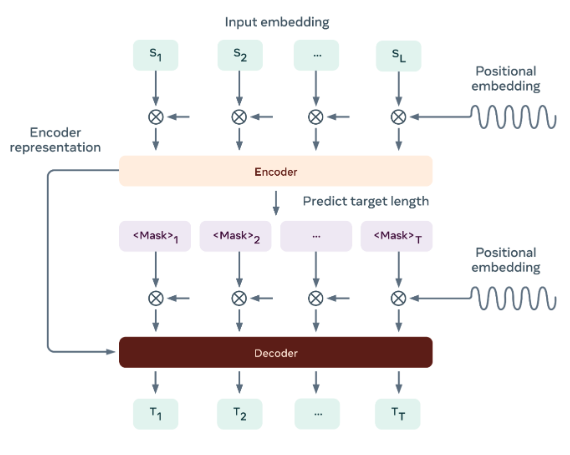 Input embedding
S1 S2 ... SL
Positional
embedding
Encoder
representation
Encoder
Predict target length
<Mask>1 <Mask>2 ... <Mask>T
Positional
embedding
Decoder
T1 T2 ... TT